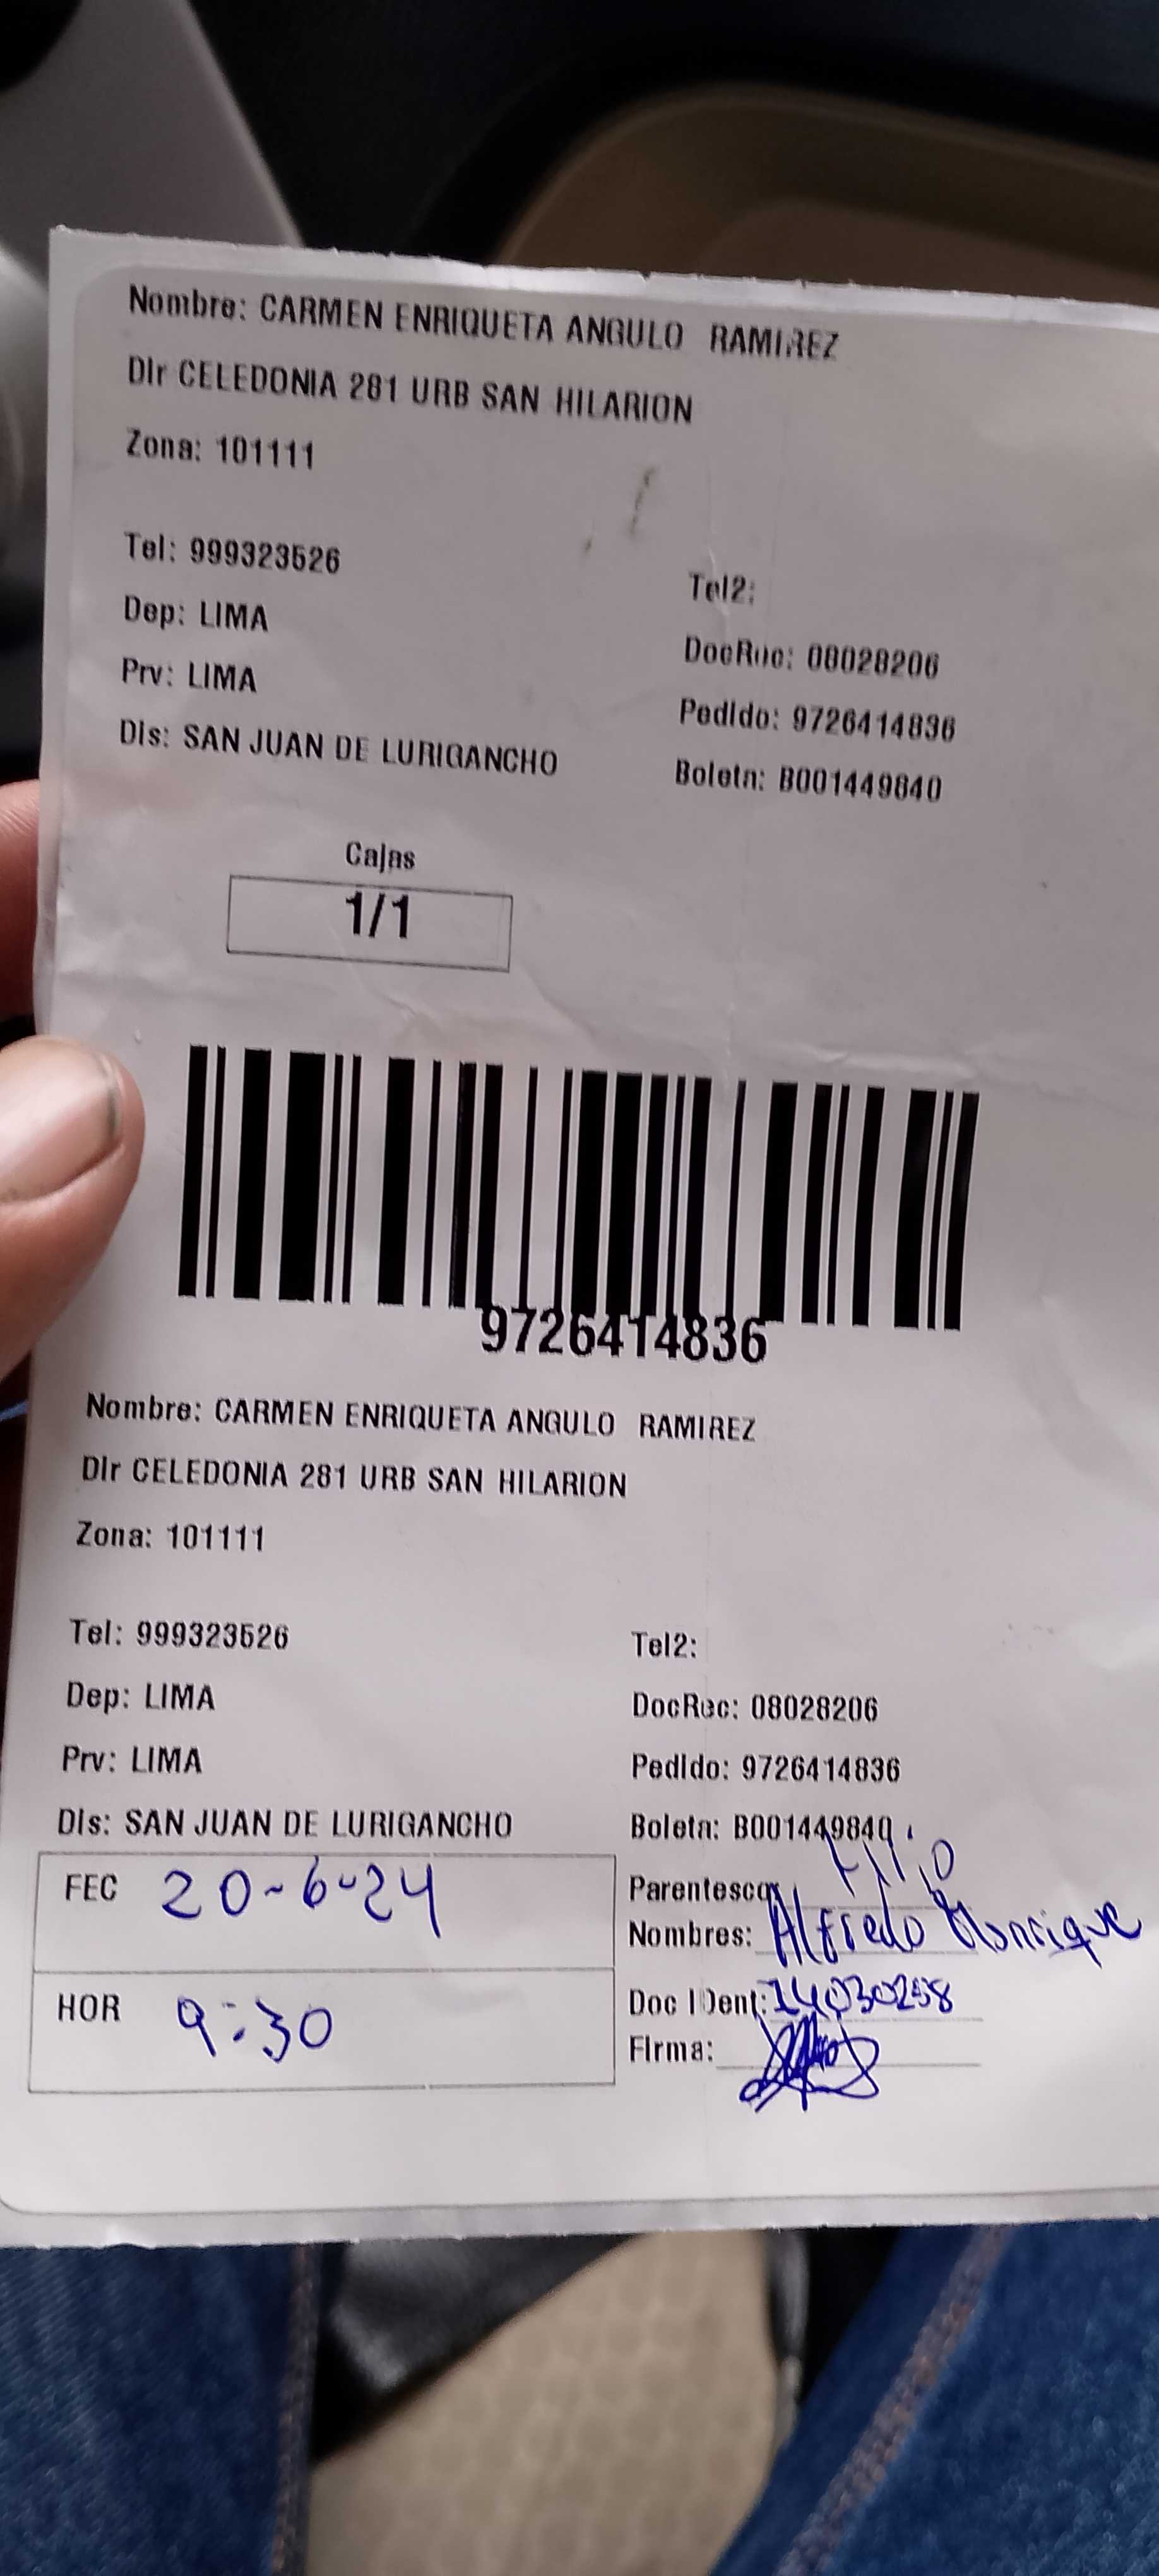 Nombre: CARMEN ENRIQUETA ANGULO RAMIREZ
Dir CELEDONIA 281 URB SAN HILARION
Zona: 101111
Tel: 999323526
Tel2:
Dep: LIMA
DocRec: 08028206
Prv: LIMA
Pedido: 9726414836
Dis: SAN JUAN DE LURIGANCHO
Boleta: B001449840
Cajas
1/1
9726414836
Nombre: CARMEN ENRIQUETA ANGULO RAMIREZ
Dir CELEDONIA 281 URB SAN HILARION
Zona: 101111
Tel: 999323526
Tel2:
Dep: LIMA
DocRec: 08028206
Prv: LIMA
Pedido: 9726414836
Dis: SAN JUAN DE LURIGANCHO
Boleta: B001449840
FEC 20-6-24
Parentesco:
Nombres: Alfredo
HOR 9:30
Doc IDent:
Firma: